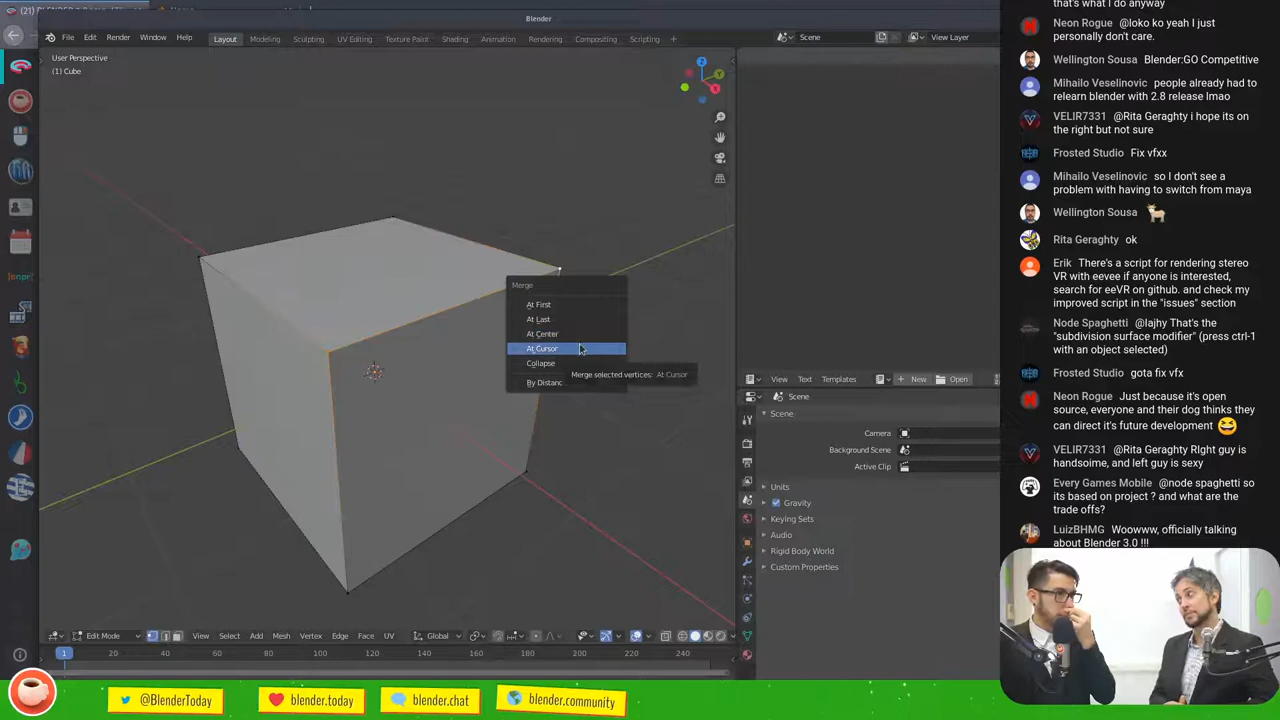 Blender
File Edit Render Window Help
Layout Modeling Sculpting UV Editing Texture Paint Shading Animation Rendering Compositing Scripting +
Scene
View Layer
User Perspective
(1) Cube
Z
Y
X
Merge
At First
At Last
At Center
At Cursor
Collapse
By Distanc
Merge selected vertices: At Cursor
View Text Templates
New
Open
Scene
Scene
Camera
Background Scene
Active Clip
Units
Gravity
Keying Sets
Audio
Rigid Body World
Custom Properties
Edit Mode
View Select Add Mesh Vertex Edge Face UV
Global
1 20 40 60 80 100 120 140 160 180 200 220 240
that's what I do anyway
Neon Rogue @loko ko yeah I just
personally don't care.
Wellington Sousa Blender:GO Competitive
Mihailo Veselinovic people already had to
relearn blender with 2.8 release lmao
VELIR7331 @Rita Geraghty i hope its on
the right but not sure
Frosted Studio Fix vfxx
Mihailo Veselinovic so I don't see a
problem with having to switch from maya
Wellington Sousa
Rita Geraghty ok
Erik There's a script for rendering stereo
VR with eevee if anyone is interested,
search for eeVR on github. and check my
improved script in the "issues" section
Node Spaghetti @lajhy That's the
"subdivision surface modifier" (press ctrl-1
with an object selected)
Frosted Studio gota fix vfx
Neon Rogue Just because it's open
source, everyone and their dog thinks they
can direct it's future development
VELIR7331 @Rita Geraghty RIght guy is
handsoime, and left guy is sexy
Every Games Mobile @node spaghetti so
its based on project ? and what are the
trade offs?
LuizBHMG Woowww, officially talking
about Blender 3.0 !!!
@BlenderToday
blender.today
blender.chat
blender.community